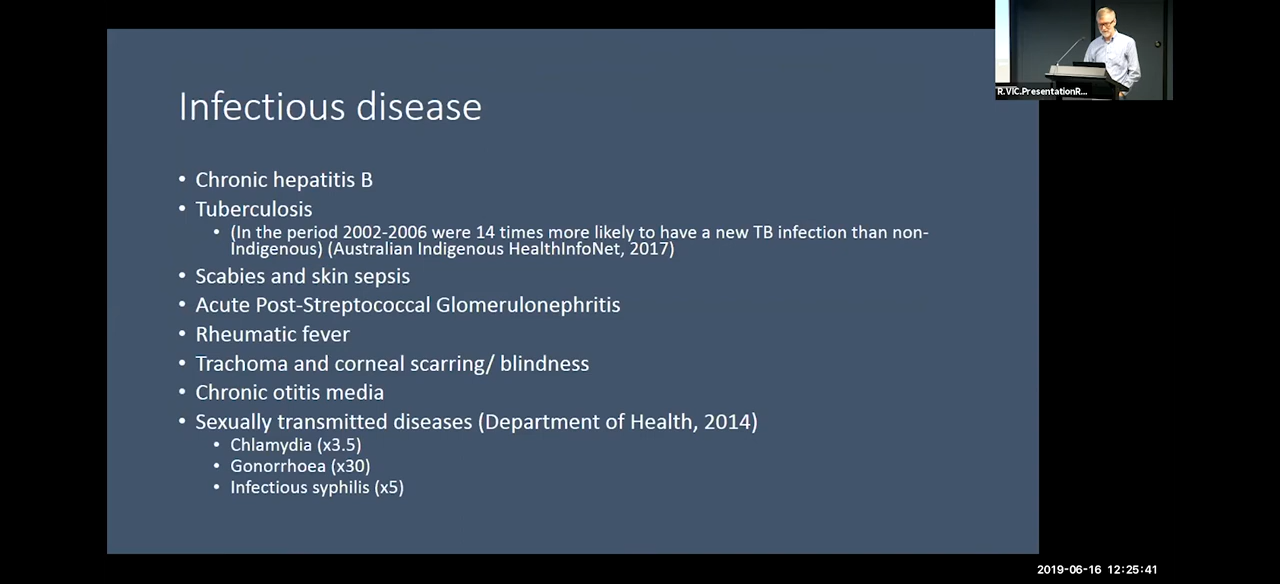 R.VIC.PresentationR...
Infectious disease
• Chronic hepatitis B
• Tuberculosis
• (In the period 2002-2006 were 14 times more likely to have a new TB infection than non-
Indigenous) (Australian Indigenous HealthInfoNet, 2017)
• Scabies and skin sepsis
• Acute Post-Streptococcal Glomerulonephritis
• Rheumatic fever
• Trachoma and corneal scarring/ blindness
• Chronic otitis media
• Sexually transmitted diseases (Department of Health, 2014)
• Chlamydia (x3.5)
• Gonorrhoea (x30)
• Infectious syphilis (x5)
2019-06-16 12:25:41